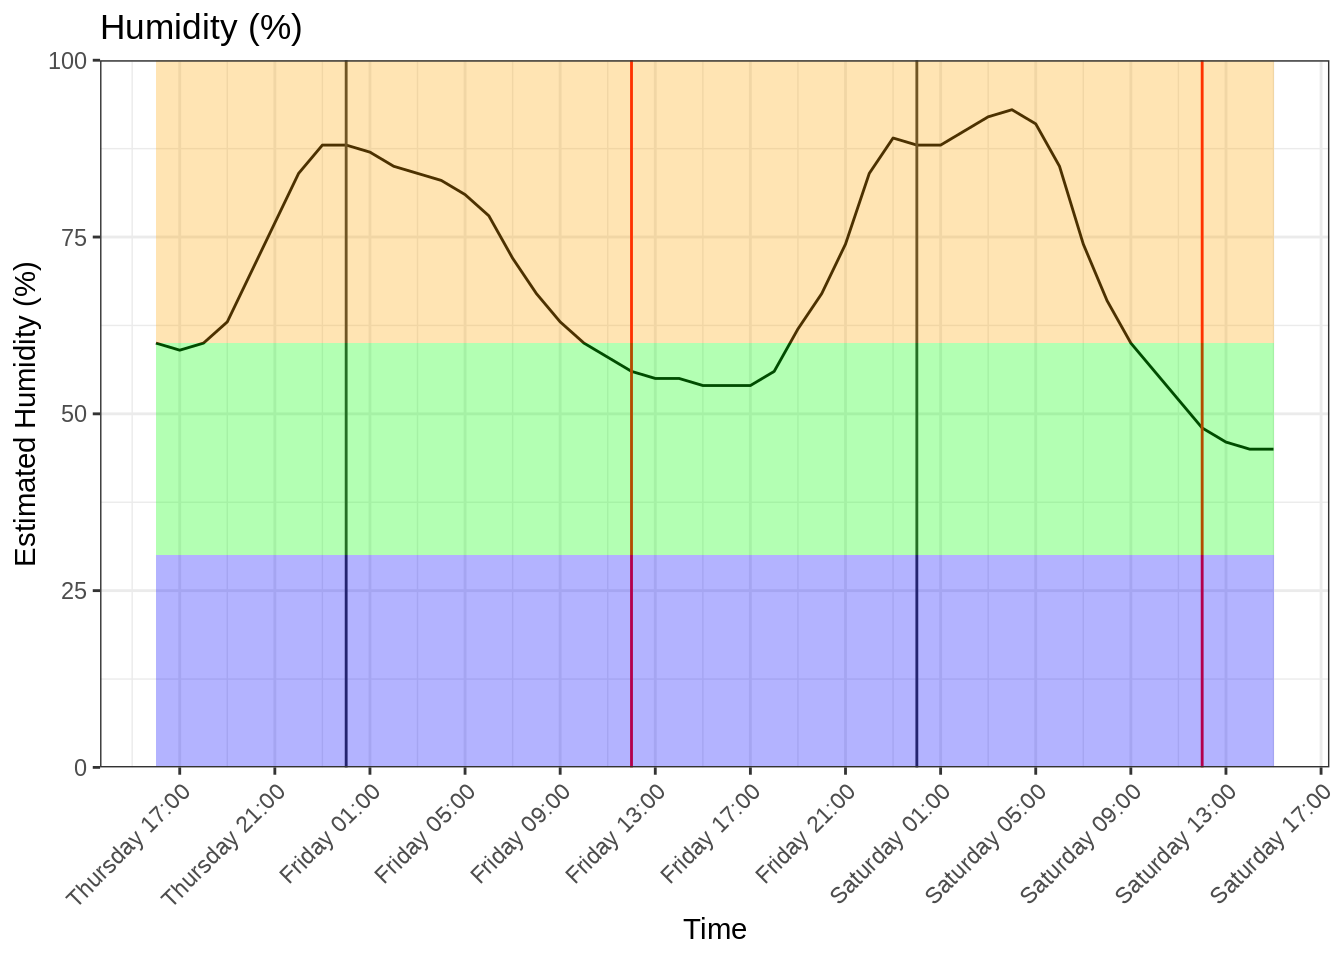 Humidity (%)
100
75
50
25
0
Estimated Humidity (%)
Thursday 17:00
Thursday 21:00
Friday 01:00
Friday 05:00
Friday 09:00
Friday 13:00
Friday 17:00
Friday 21:00
Saturday 01:00
Saturday 05:00
Saturday 09:00
Saturday 13:00
Saturday 17:00
Time